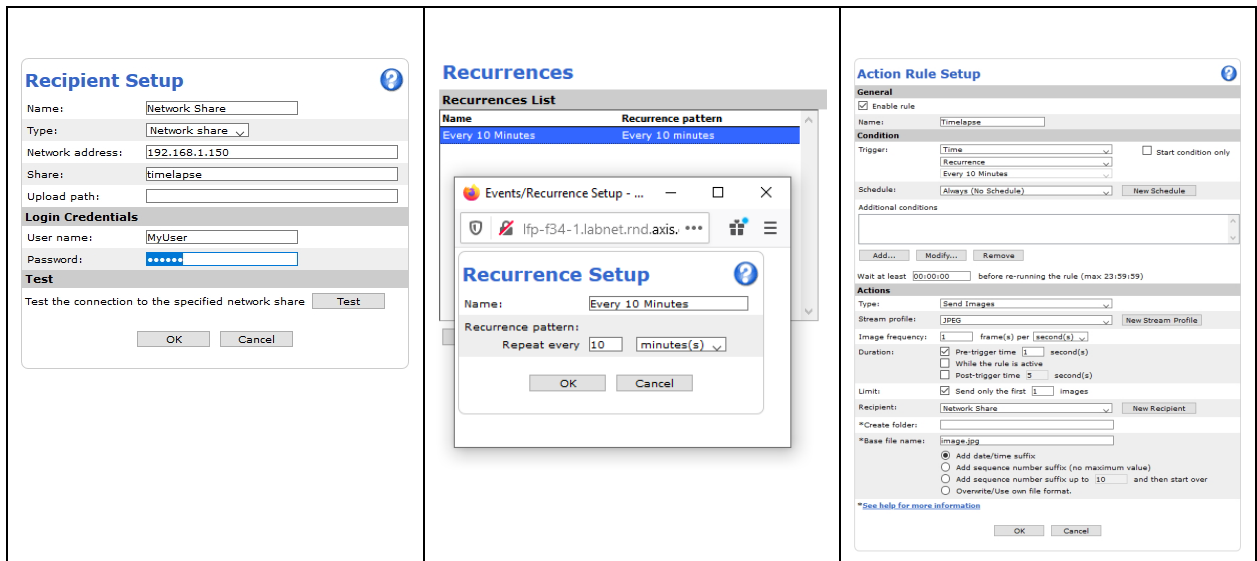 Recipient Setup
?
Name: Network Share
Type: Network share
Network address: 192.168.1.150
Share: timelapse
Upload path:
Login Credentials
User name: MyUser
Password: ••••••
Test
Test the connection to the specified network share Test
OK Cancel
Recurrences
Recurrences List
Name Recurrence pattern
Every 10 Minutes Every 10 minutes
Events/Recurrence Setup - ...
lfp-f34-1.labnet.rnd.axis.
Recurrence Setup
?
Name: Every 10 Minutes
Recurrence pattern:
Repeat every 10 minutes(s)
OK Cancel
Action Rule Setup
?
General
Enable rule
Name: Timelapse
Condition
Trigger: Time Start condition only
Recurrence
Every 10 Minutes
Schedule: Always (No Schedule) New Schedule
Additional conditions
Add... Modify... Remove
Wait at least 00:00:00 before re-running the rule (max 23:59:59)
Actions
Type: Send Images
Stream profile: JPEG New Stream Profile
Image frequency: 1 frame(s) per second(s)
Duration: Pre-trigger time 1 second(s)
While the rule is active
Post-trigger time 5 second(s)
Limit: Send only the first 1 images
Recipient: Network Share New Recipient
*Create folder:
*Base file name: image.jpg
Add date/time suffix
Add sequence number suffix (no maximum value)
Add sequence number suffix up to 10 and then start over
Overwrite/Use own file format.
*See help for more information
OK Cancel